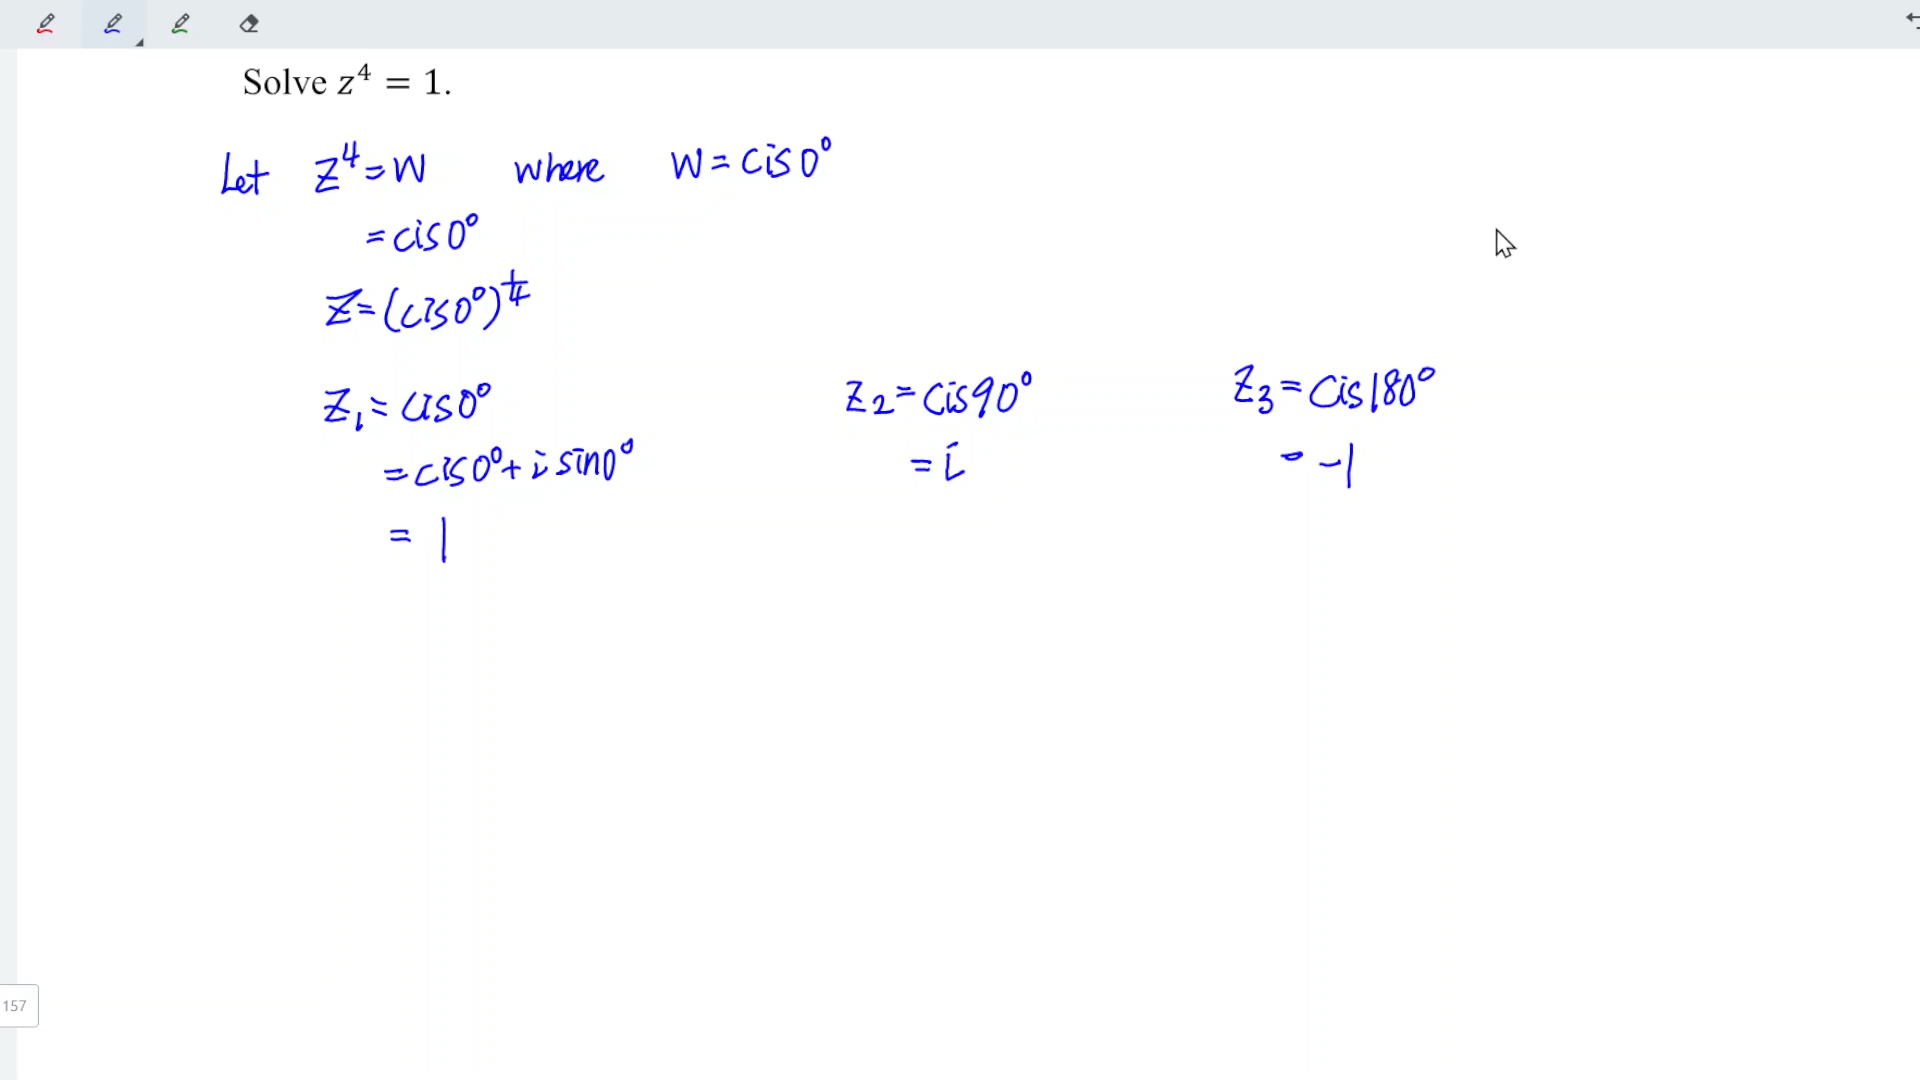 Solve z⁴ = 1.
Let z⁴ = w where w = cis 0°
= cis 0°
z = (cis 0°)^¼
z₁ = cis 0° z₂ = cis 90° z₃ = cis 180°
= cis 0° + i sin 0° = i = -1
= 1
157